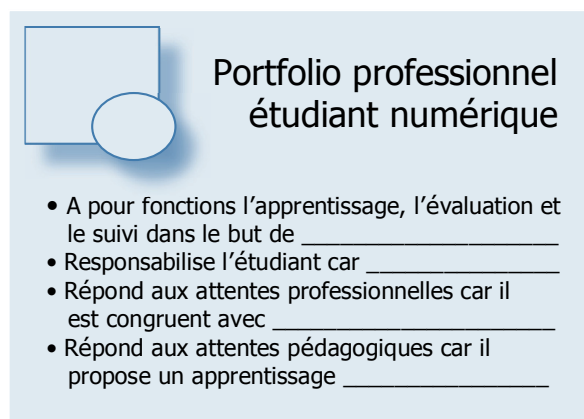 Portfolio professionnel
étudiant numérique
• A pour fonctions l’apprentissage, l’évaluation et
le suivi dans le but de ____________________
• Responsabilise l’étudiant car _______________
• Répond aux attentes professionnelles car il
est congruent avec ______________________
• Répond aux attentes pédagogiques car il
propose un apprentissage ________________